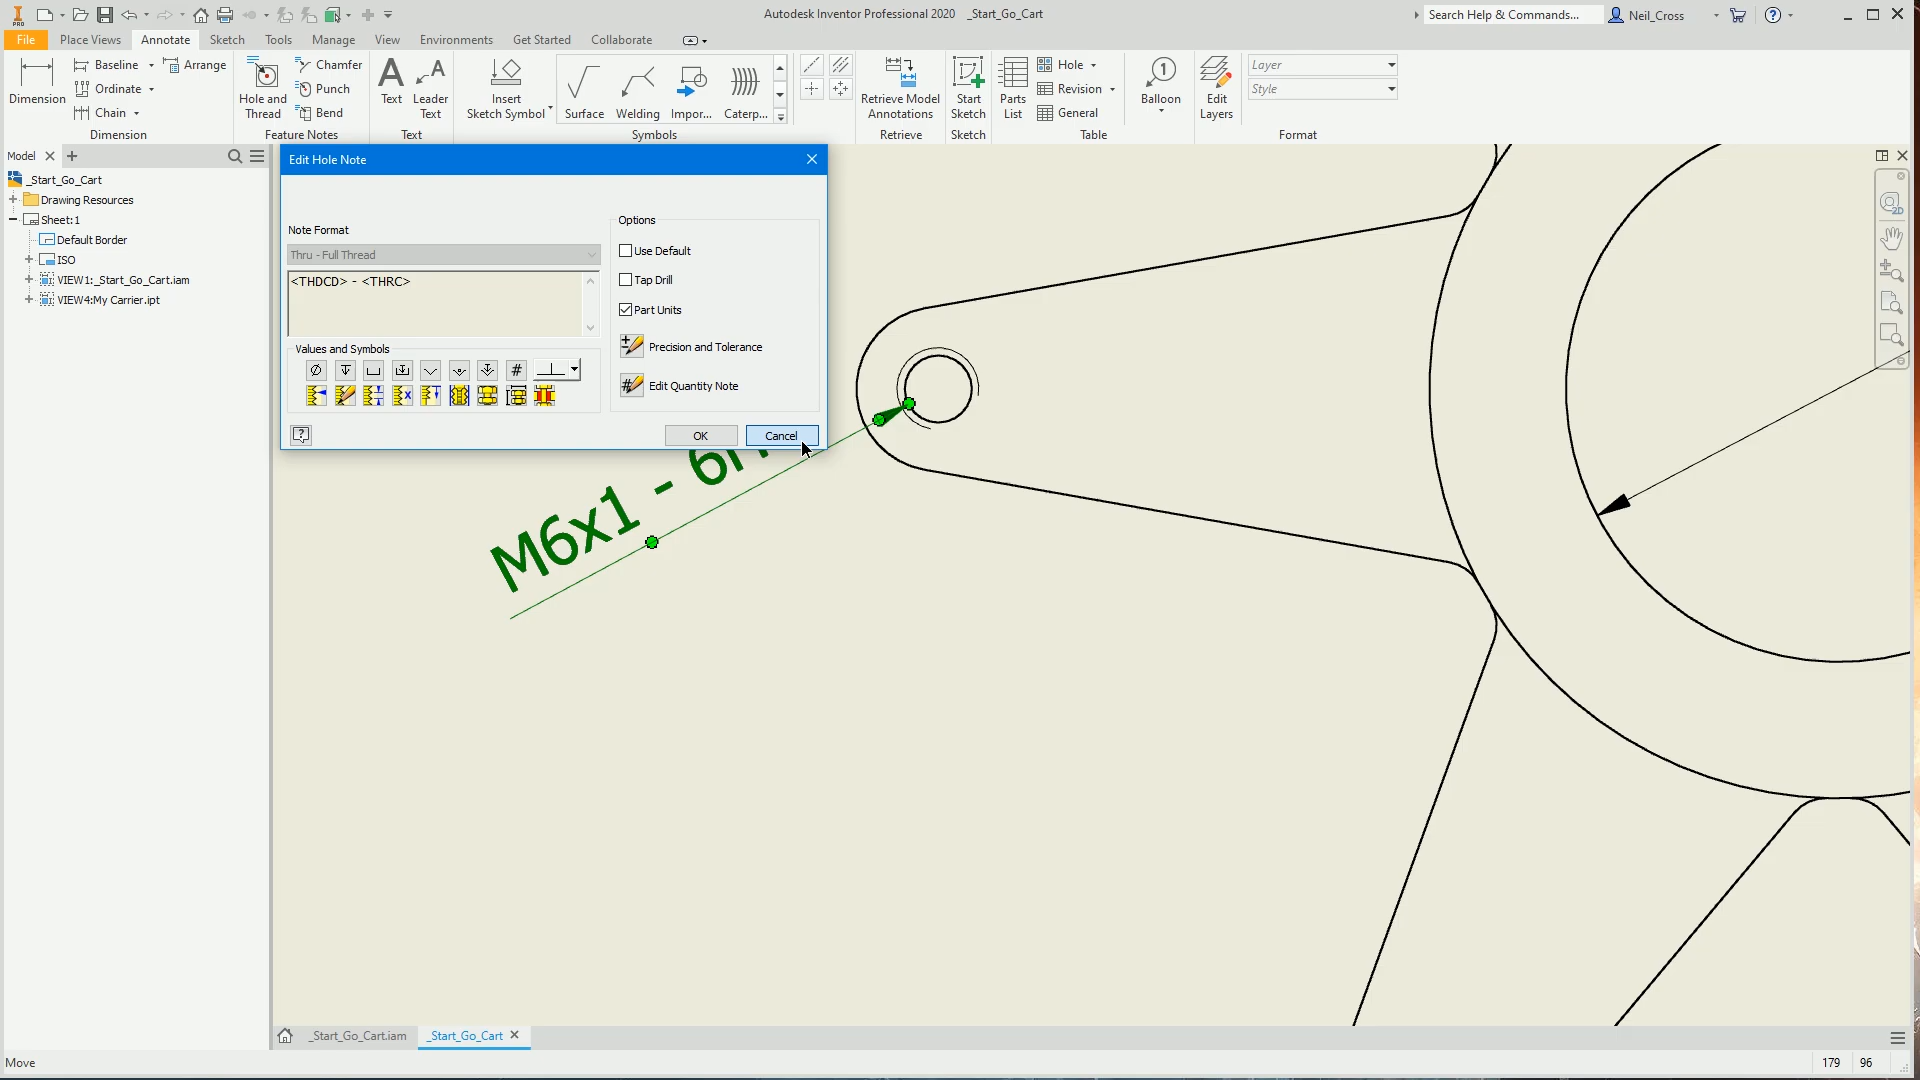 Autodesk Inventor Professional 2020 _Start_Go_Cart
Search Help & Commands...
Neil_Cross
File
Place Views
Annotate
Sketch
Tools
Manage
View
Environments
Get Started
Collaborate
Dimension
Baseline
Ordinate
Chain
Arrange
Dimension
Hole and
Thread
Chamfer
Punch
Bend
Feature Notes
Text
Leader
Text
Text
Insert
Sketch Symbol
Surface
Welding
Impor...
Caterp...
Symbols
Retrieve Model
Annotations
Retrieve
Start
Sketch
Sketch
Parts
List
Hole
Revision
General
Table
Balloon
Edit
Layers
Layer
Style
Format
Model
_Start_Go_Cart
Drawing Resources
Sheet:1
Default Border
ISO
VIEW1:_Start_Go_Cart.iam
VIEW4:My Carrier.ipt
Edit Hole Note
Note Format
Thru - Full Thread
<THDCD> - <THRC>
Values and Symbols
Options
Use Default
Tap Drill
Part Units
Precision and Tolerance
Edit Quantity Note
OK
Cancel
M6x1 -
_Start_Go_Cart.iam
_Start_Go_Cart
Move
179 96